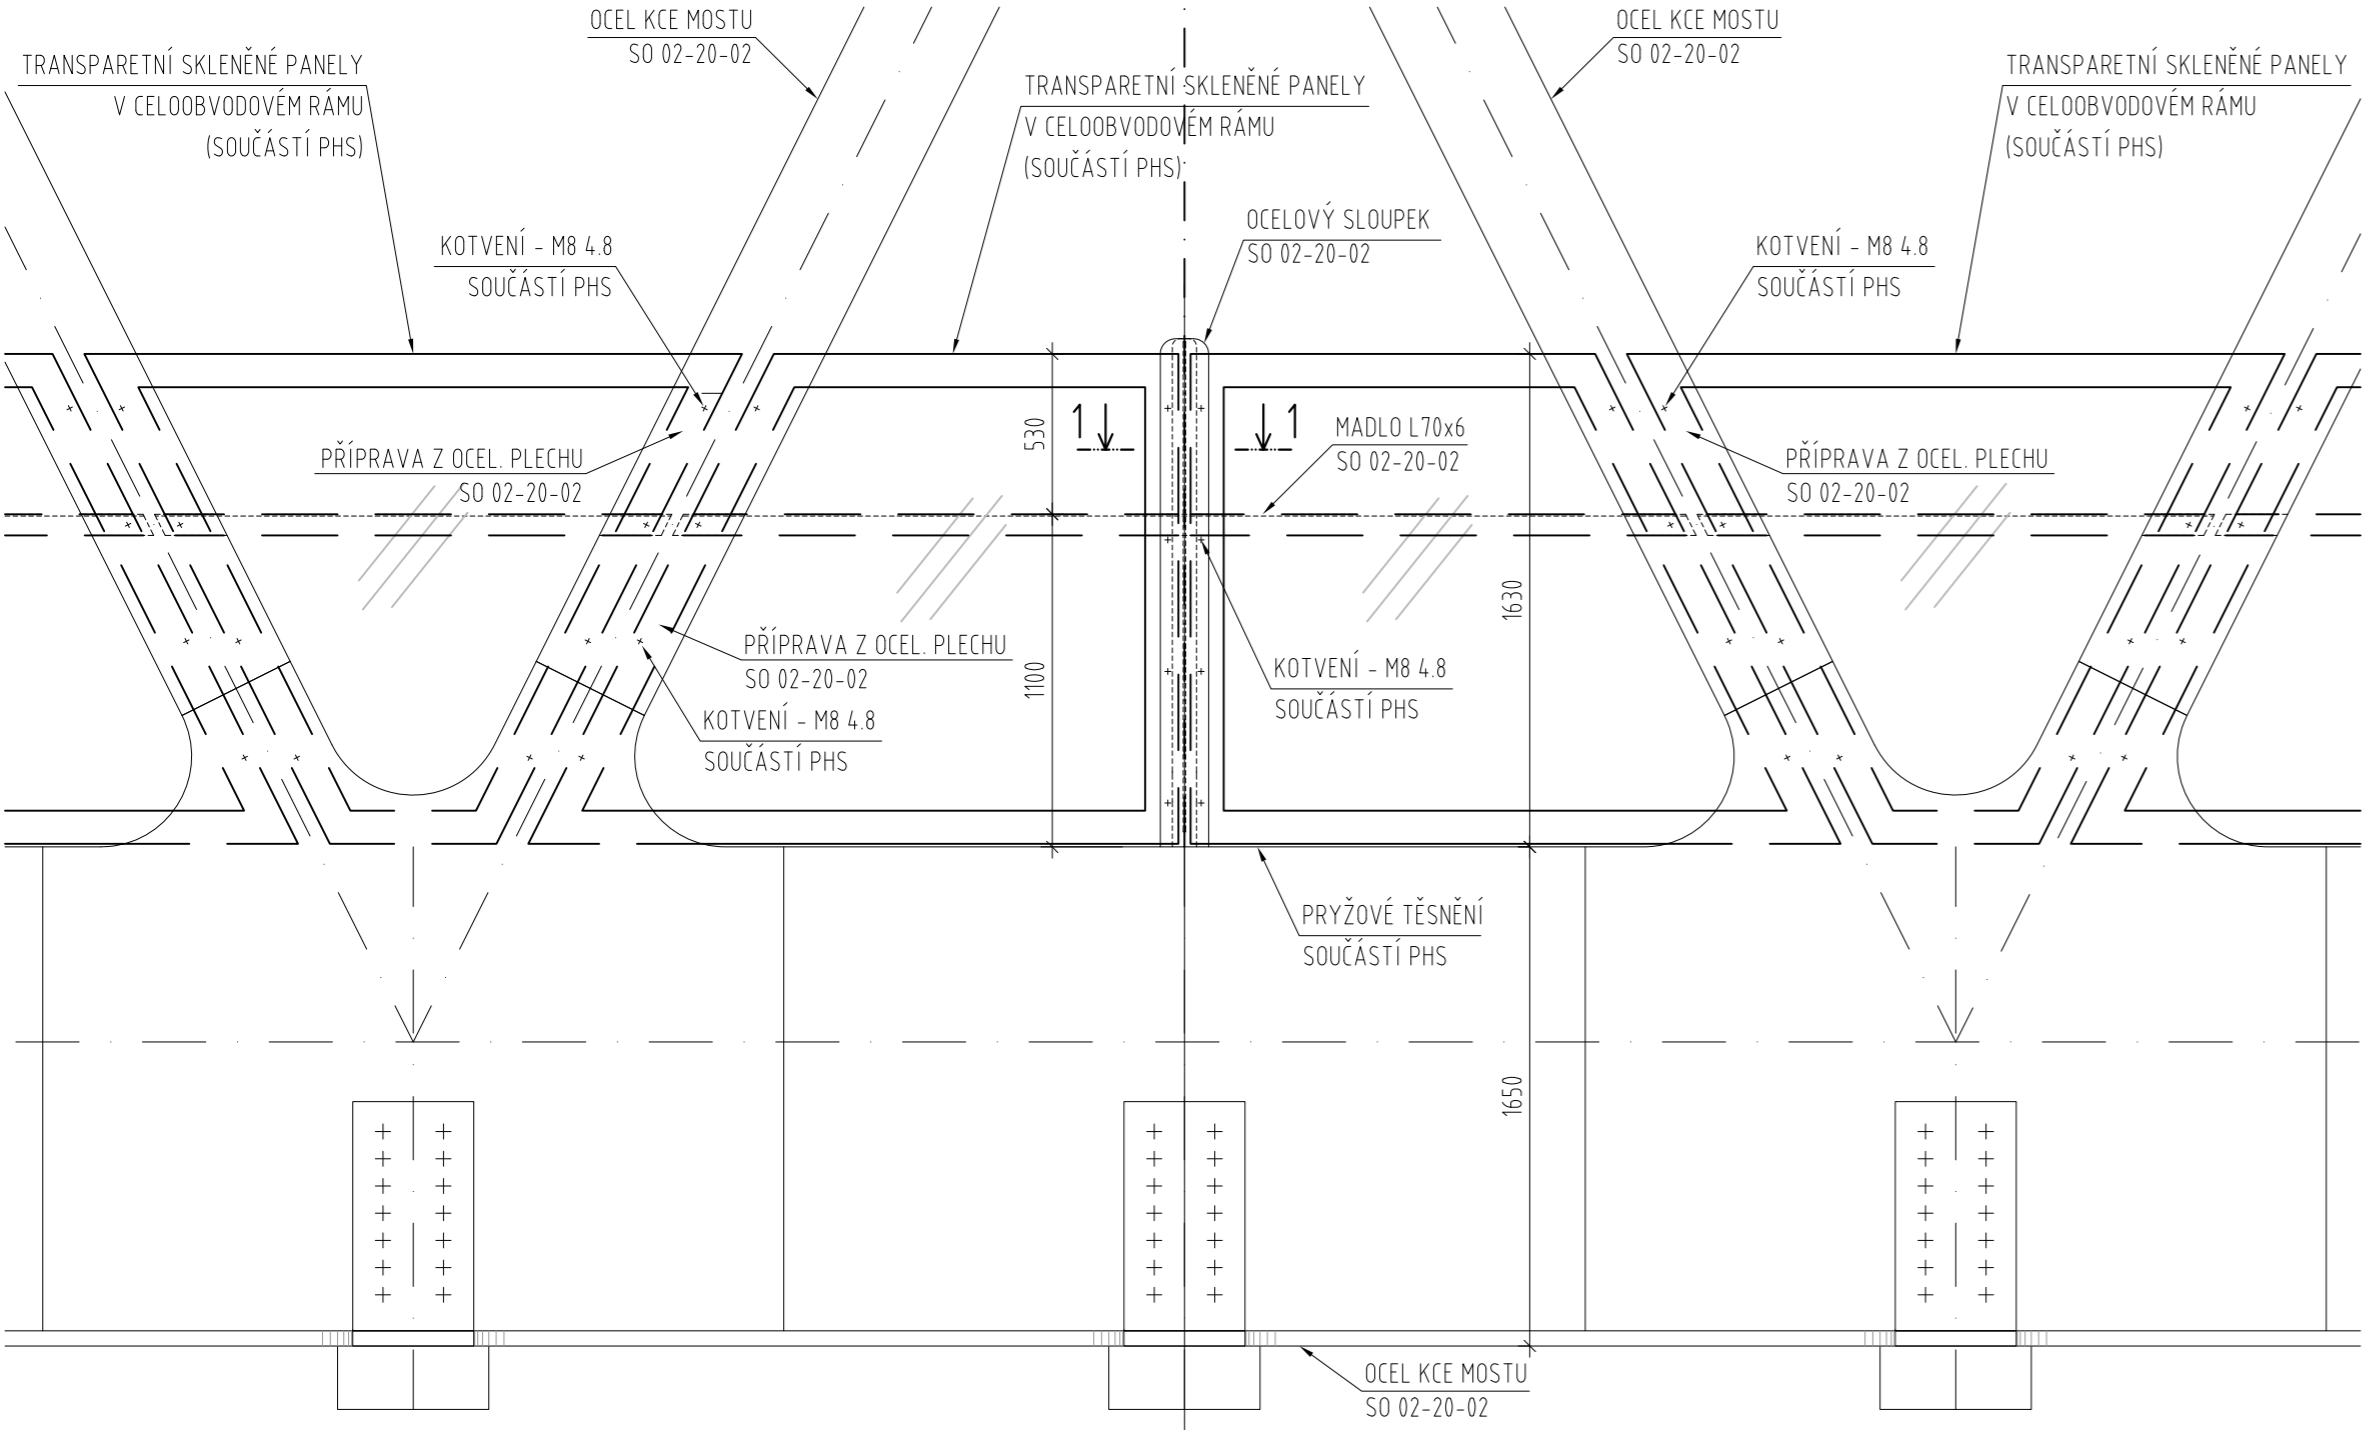 OCEL KCE MOSTU
SO 02-20-02
OCEL KCE MOSTU
SO 02-20-02
TRANSPARETNÍ SKLENĚNÉ PANELY
V CELOOBVODOVÉM RÁMU
(SOUČÁSTÍ PHS)
TRANSPARETNÍ SKLENĚNÉ PANELY
V CELOOBVODOVÉM RÁMU
(SOUČÁSTÍ PHS)
TRANSPARETNÍ SKLENĚNÉ PANELY
V CELOOBVODOVÉM RÁMU
(SOUČÁSTÍ PHS)
OCELOVÝ SLOUPEK
SO 02-20-02
KOTVENÍ - M8 4.8
SOUČÁSTÍ PHS
KOTVENÍ - M8 4.8
SOUČÁSTÍ PHS
530
1
1
MADLO L70x6
SO 02-20-02
PŘÍPRAVA Z OCEL. PLECHU
SO 02-20-02
PŘÍPRAVA Z OCEL. PLECHU
SO 02-20-02
1630
PŘÍPRAVA Z OCEL. PLECHU
SO 02-20-02
1100
KOTVENÍ - M8 4.8
SOUČÁSTÍ PHS
KOTVENÍ - M8 4.8
SOUČÁSTÍ PHS
PRYŽOVÉ TĚSNĚNÍ
SOUČÁSTÍ PHS
1650
OCEL KCE MOSTU
SO 02-20-02